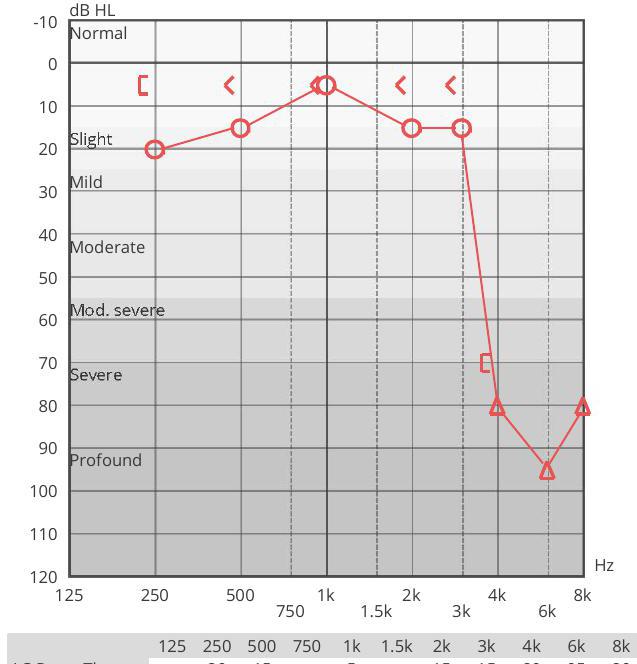 dB HL
-10
Normal
0
10
Slight
20
Mild
30
40
Moderate
50
Mod. severe
60
70
Severe
80
90
Profound
100
110
Hz
120
125 250 500 1k 2k 4k 8k
750 1.5k 3k 6k
125 250 500 750 1k 1.5k 2k 3k 4k 6k 8k